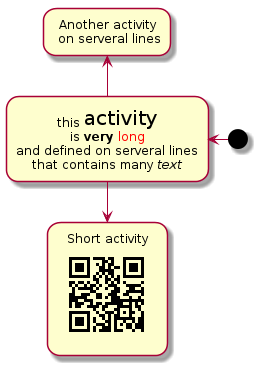 Another activity
on serveral lines
this activity
is very long
and defined on serveral lines
that contains many text
Short activity